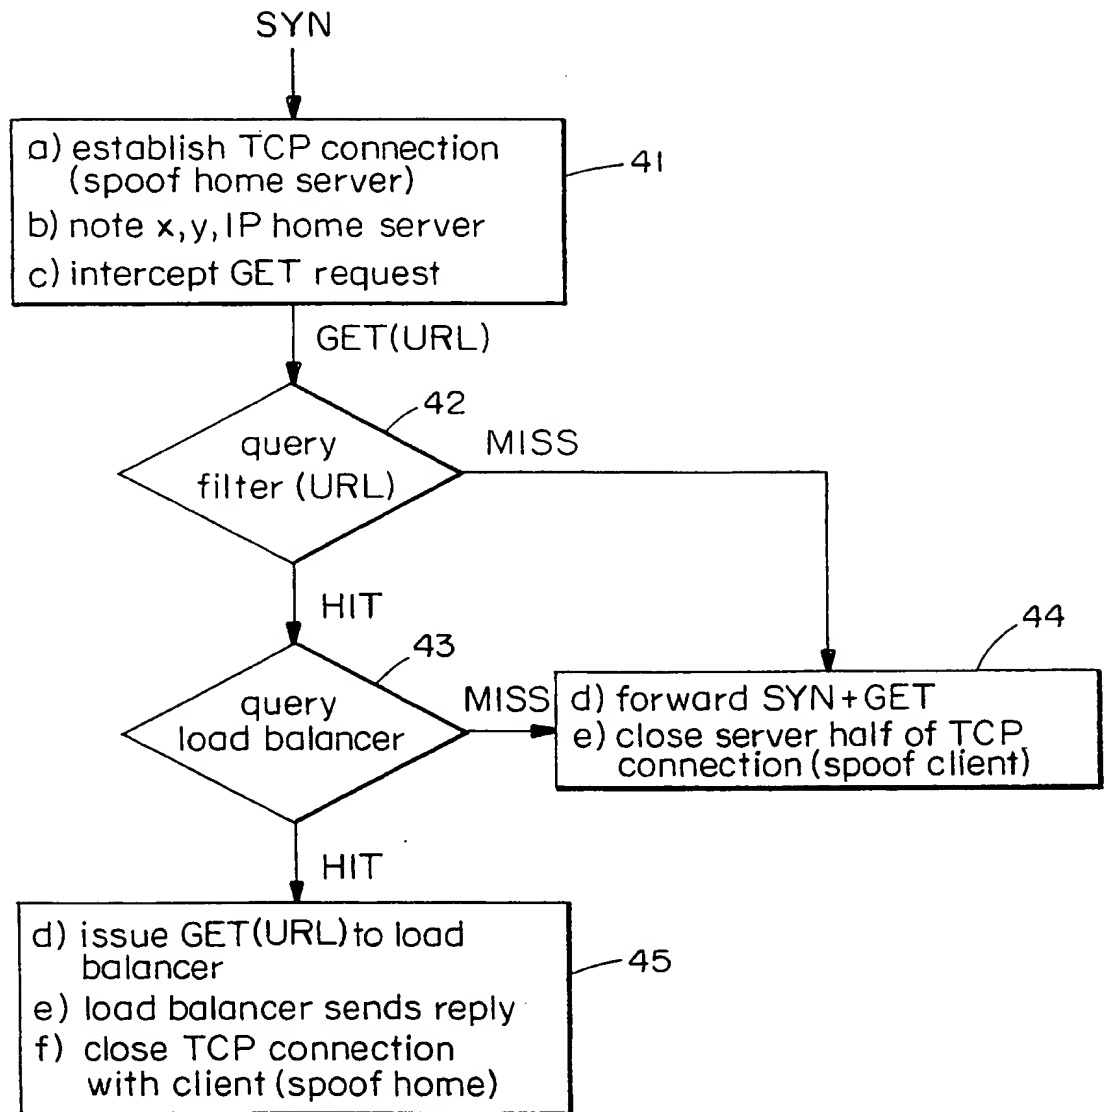 SYN
a) establish TCP connection
(spoof home server)
b) note x,y,IP home server
c) intercept GET request
41
GET(URL)
42
query
filter (URL)
MISS
HIT
43
query
load balancer
MISS
44
d) forward SYN+GET
e) close server half of TCP
connection (spoof client)
HIT
d) issue GET(URL) to load
balancer
e) load balancer sends reply
f) close TCP connection
with client (spoof home)
45